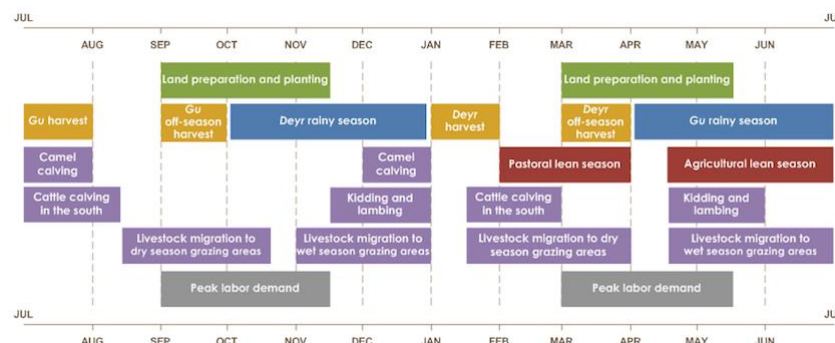 JUL
JUL
AUG SEP OCT NOV DEC JAN FEB MAR APR MAY JUN
Land preparation and planting
Land preparation and planting
Gu harvest
Gu
off-season
harvest
Deyr rainy season
Deyr
harvest
Deyr
off-season
harvest
Gu rainy season
Camel
calving
Camel
calving
Pastoral lean season
Agricultural lean season
Cattle calving
in the south
Kidding and
lambing
Cattle calving
in the south
Kidding and
lambing
Livestock migration to
dry season grazing areas
Livestock migration to
wet season grazing areas
Livestock migration to dry
season grazing areas
Livestock migration to
wet season grazing areas
Peak labor demand
Peak labor demand
JUL
AUG SEP OCT NOV DEC JAN FEB MAR APR MAY JUN